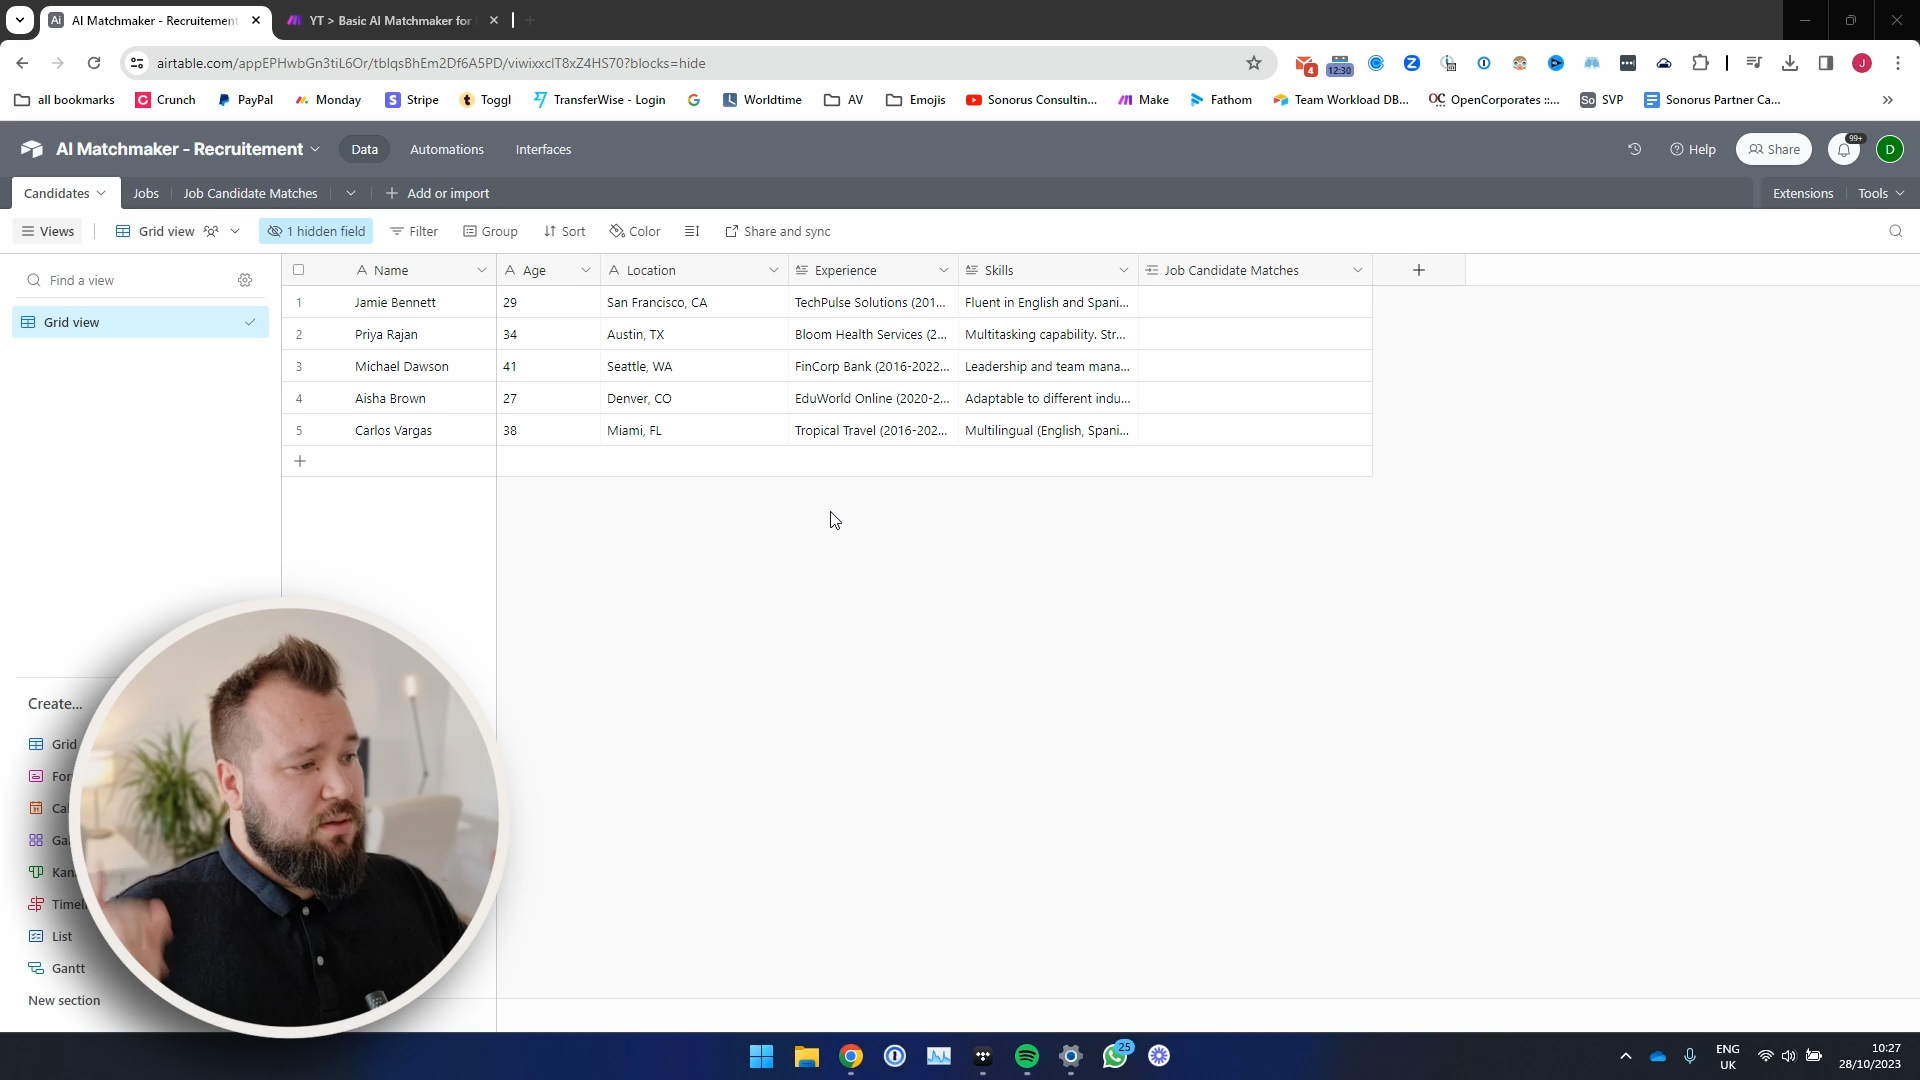 AI Matchmaker - Recruitement
YT > Basic AI Matchmaker for
airtable.com/appEPHwbGn3tiL6Or/tblqsBhEm2Df6A5PD/viwixxclT8xZ4HS70?blocks=hide
4
12:30
J
all bookmarks
Crunch
PayPal
Monday
Stripe
Toggl
TransferWise - Login
Worldtime
AV
Emojis
Sonorus Consultin...
Make
Fathom
Team Workload DB...
OpenCorporates ::...
SVP
Sonorus Partner Ca...
AI Matchmaker - Recruitement
Data
Automations
Interfaces
Help
Share
99+
D
Candidates
Jobs
Job Candidate Matches
Add or import
Extensions
Tools
Views
Grid view
1 hidden field
Filter
Group
Sort
Color
Share and sync
Find a view
Name
Age
Location
Experience
Skills
Job Candidate Matches
Grid view
1 Jamie Bennett 29 San Francisco, CA TechPulse Solutions (201... Fluent in English and Spani...
2 Priya Rajan 34 Austin, TX Bloom Health Services (2... Multitasking capability. Str...
3 Michael Dawson 41 Seattle, WA FinCorp Bank (2016-2022... Leadership and team mana...
4 Aisha Brown 27 Denver, CO EduWorld Online (2020-2... Adaptable to different indu...
5 Carlos Vargas 38 Miami, FL Tropical Travel (2016-202... Multilingual (English, Spani...
Create...
Grid
For
Cal
Gal
Kan
Timel
List
Gantt
New section
25
ENG
UK
10:27
28/10/2023